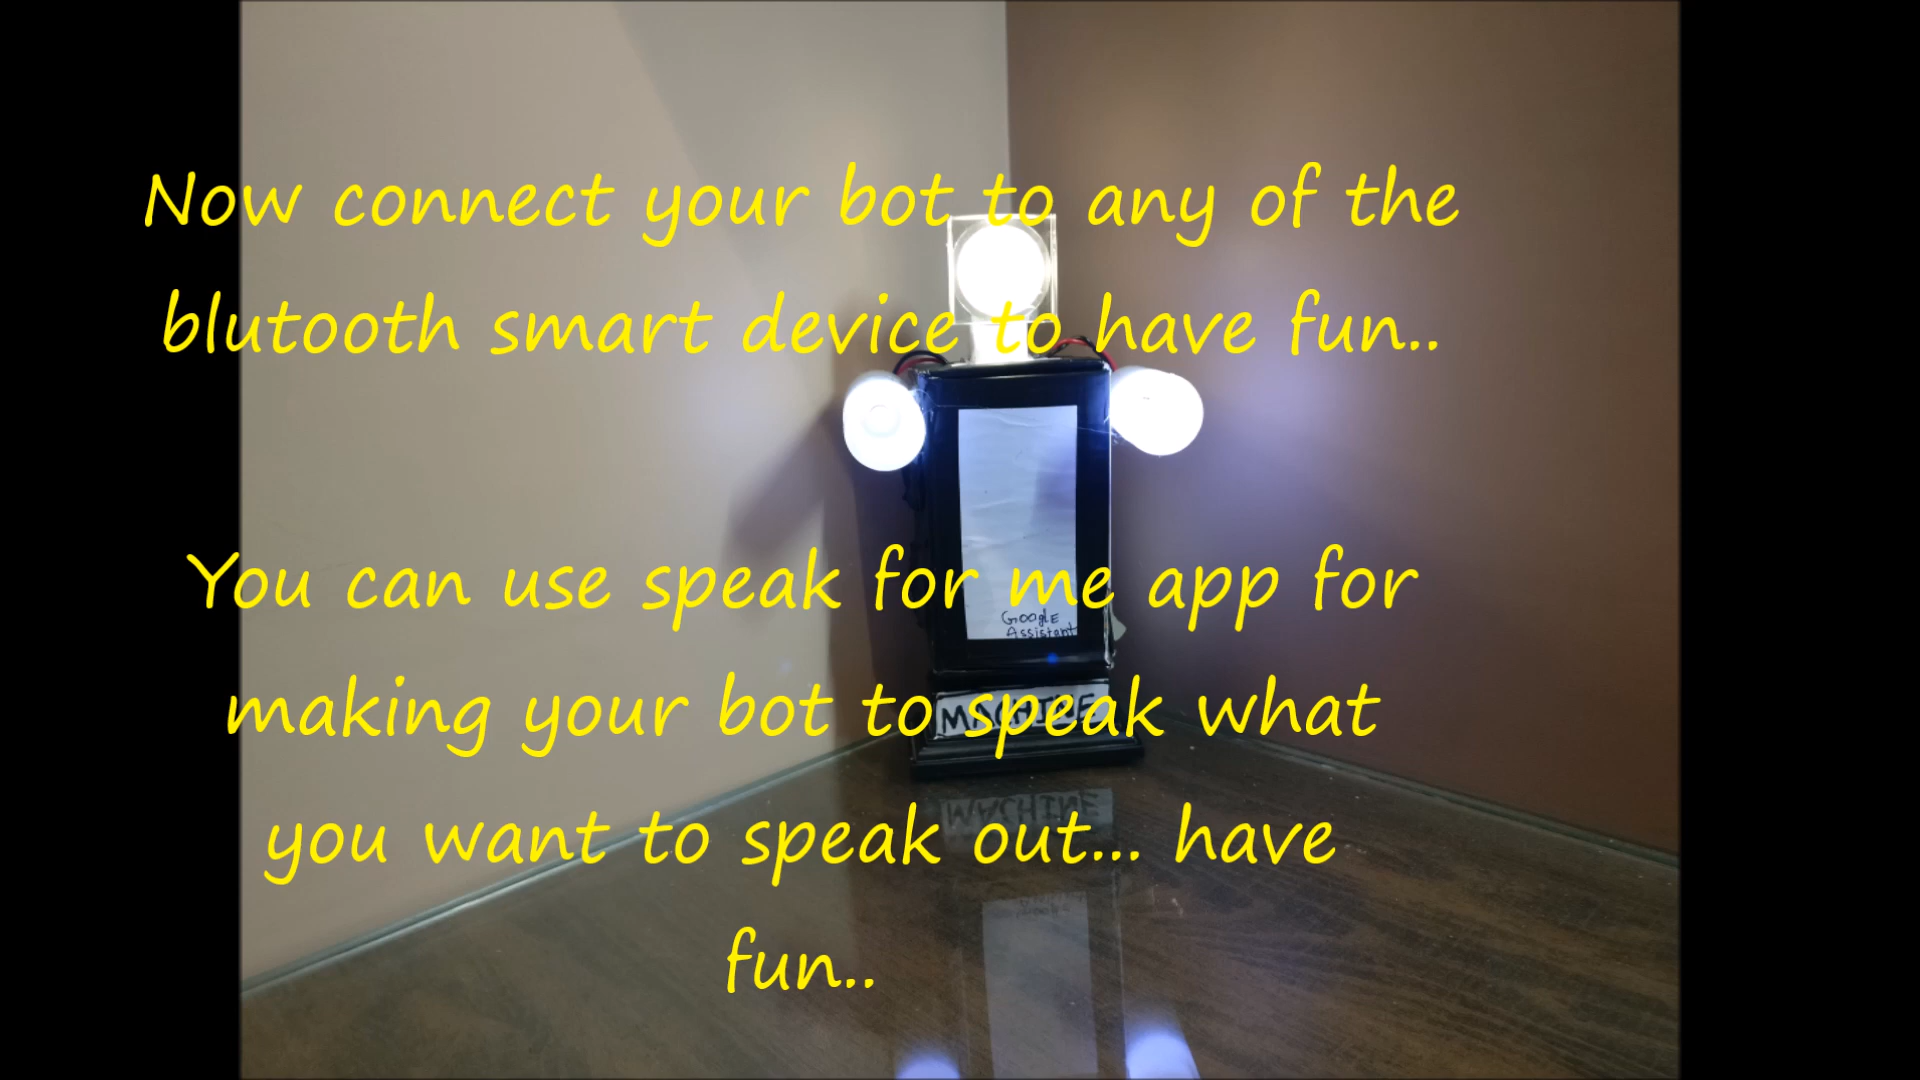 Now connect your bot to any of the
blutooth smart device to have fun..
You can use speak for me app for
Google
Assistant
making your bot to speak what
MACHINE
you want to speak out... have
fun..